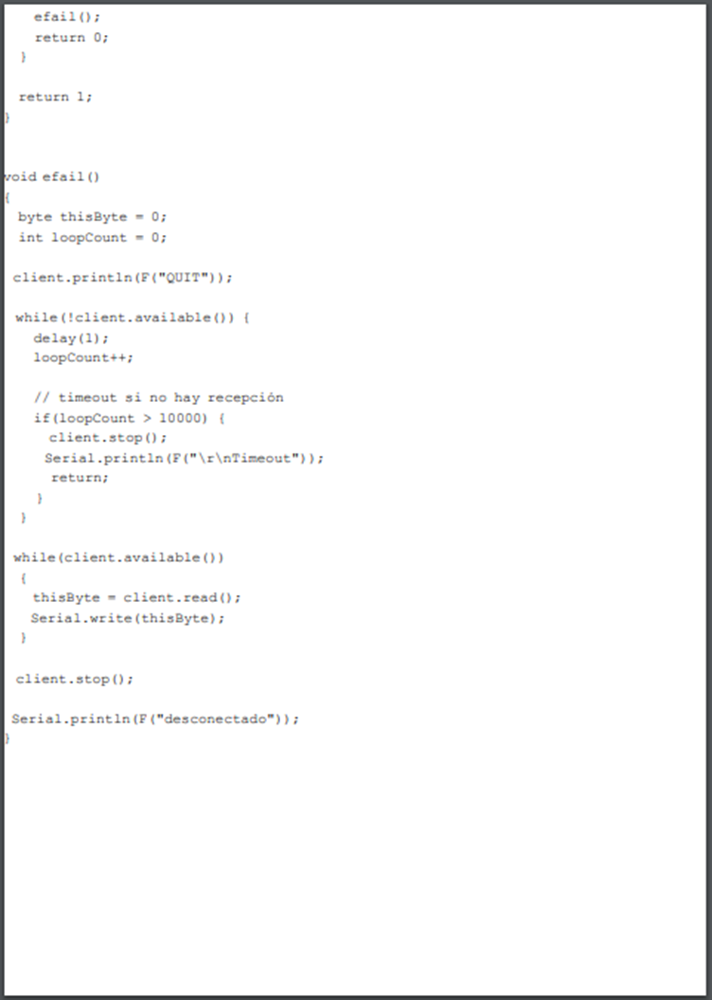 efail();
return 0;
}
return 1;
}
void efail()
{
byte thisByte = 0;
int loopCount = 0;
client.println(F("QUIT"));
while(!client.available()) {
delay(1);
loopCount++;
// timeout si no hay recepción
if(loopCount > 10000) {
client.stop();
Serial.println(F("\r\nTimeout"));
return;
}
}
while(client.available())
{
thisByte = client.read();
Serial.write(thisByte);
}
client.stop();
Serial.println(F("desconectado"));
}